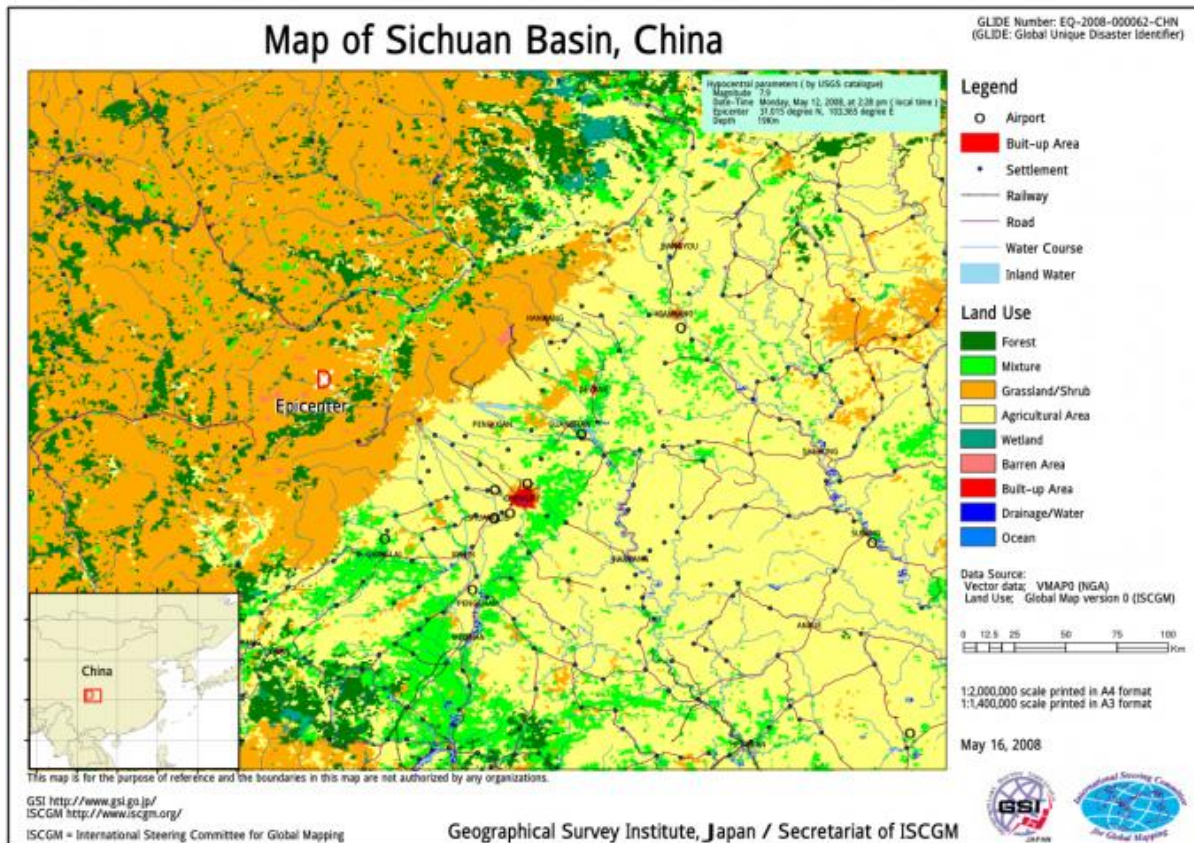 GLIDE Number: EQ-2008-000062-CHN
(GLIDE: Global Unique Disaster Identifier)
Map of Sichuan Basin, China
Hypocentral parameters ( by USGS catalogue)
Magnitude 7.9
Date-Time Monday, May 12, 2008, at 2:28 pm ( local time )
Epicenter 31.015 degree N, 103.365 degree E
Depth 19Km
Legend
Airport
Buit-up Area
Settlement
Railway
Road
Water Course
Inland Water
Land Use
Forest
Mixture
Grassland/Shrub
Agricultural Area
Wetland
Barren Area
Built-up Area
Drainage/Water
Ocean
JIANGYOU
HANWANG
D
Epicenter
China
Data Source:
Vector data; VMAP0 (NGA)
Land Use; Global Map version 0 (ISCGM)
0 12.5 25 50 75 100
Km
1:2,000,000 scale printed in A4 format
1:1,400,000 scale printed in A3 format
May 16, 2008
This map is for the purpose of reference and the boundaries in this map are not authorized by any organizations.
GSI http://www.gsi.go.jp/
ISCGM http://www.iscgm.org/
ISCGM = International Steering Committee for Global Mapping
Geographical Survey Institute, Japan / Secretariat of ISCGM
GSI
JAPAN
International Steering Committee
for Global Mapping